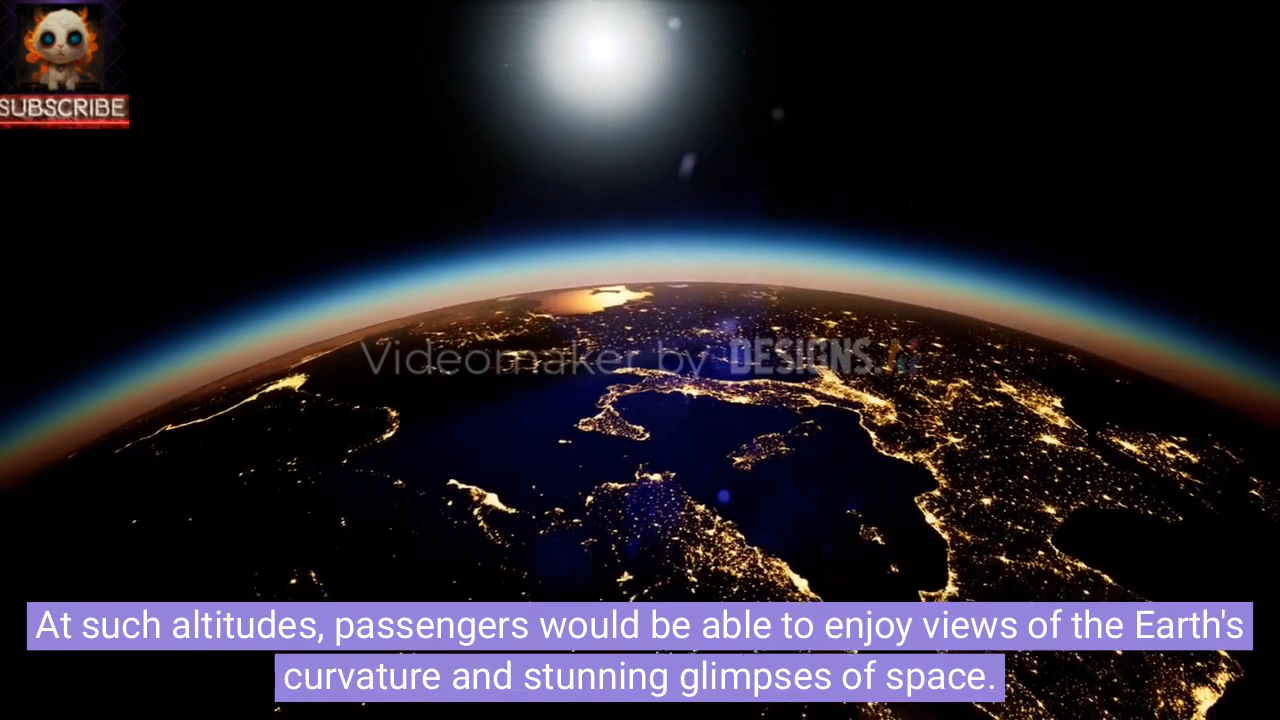 SUBSCRIBE
Videomaker by DESIGNS.AI
At such altitudes, passengers would be able to enjoy views of the Earth's
curvature and stunning glimpses of space.